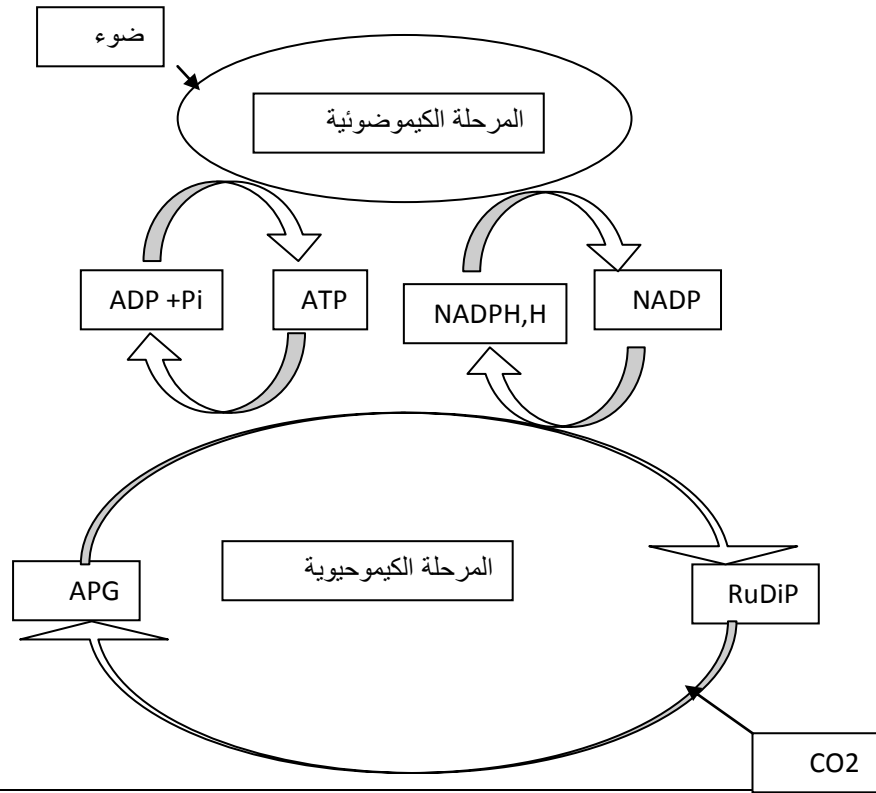 ضوء
المرحلة الكيموضوئية
ADP +Pi
ATP
NADPH,H
NADP
المرحلة الكيموحيوية
APG
RuDiP
CO2